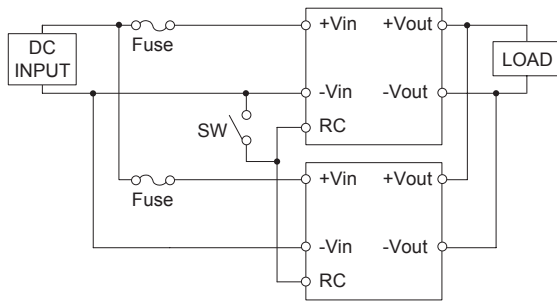 DC
INPUT
Fuse
+Vin
+Vout
LOAD
-Vin
-Vout
SW
RC
Fuse
+Vin
+Vout
-Vin
-Vout
RC